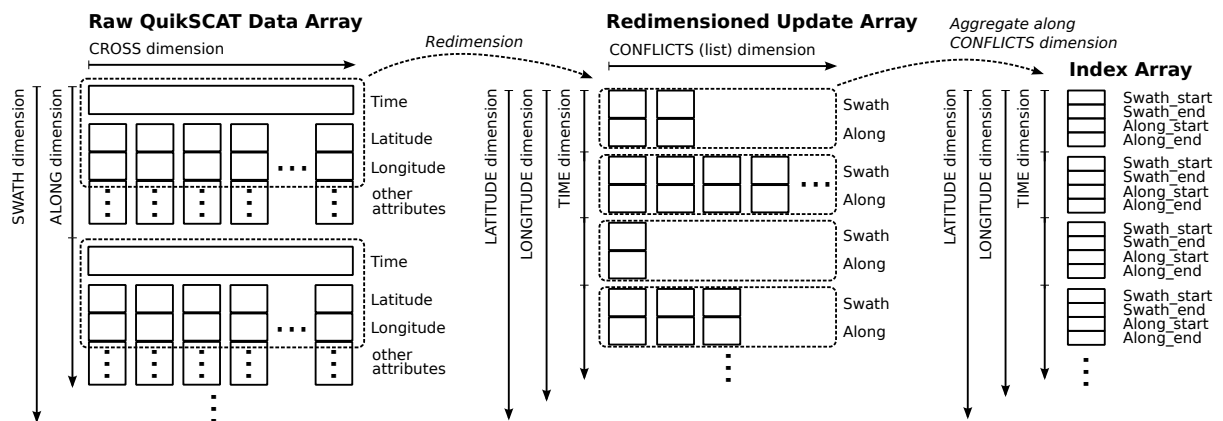 Raw QuikSCAT Data Array
CROSS dimension
SWATH dimension
ALONG dimension
Time
Latitude
Longitude
other
attributes
Time
Latitude
Longitude
other
attributes
Redimension
Redimensioned Update Array
CONFLICTS (list) dimension
LATITUDE dimension
LONGITUDE dimension
TIME dimension
Swath
Along
Swath
Along
Swath
Along
Swath
Along
Aggregate along
CONFLICTS dimension
Index Array
LATITUDE dimension
LONGITUDE dimension
TIME dimension
Swath_start
Swath_end
Along_start
Along_end
Swath_start
Swath_end
Along_start
Along_end
Swath_start
Swath_end
Along_start
Along_end
Swath_start
Swath_end
Along_start
Along_end